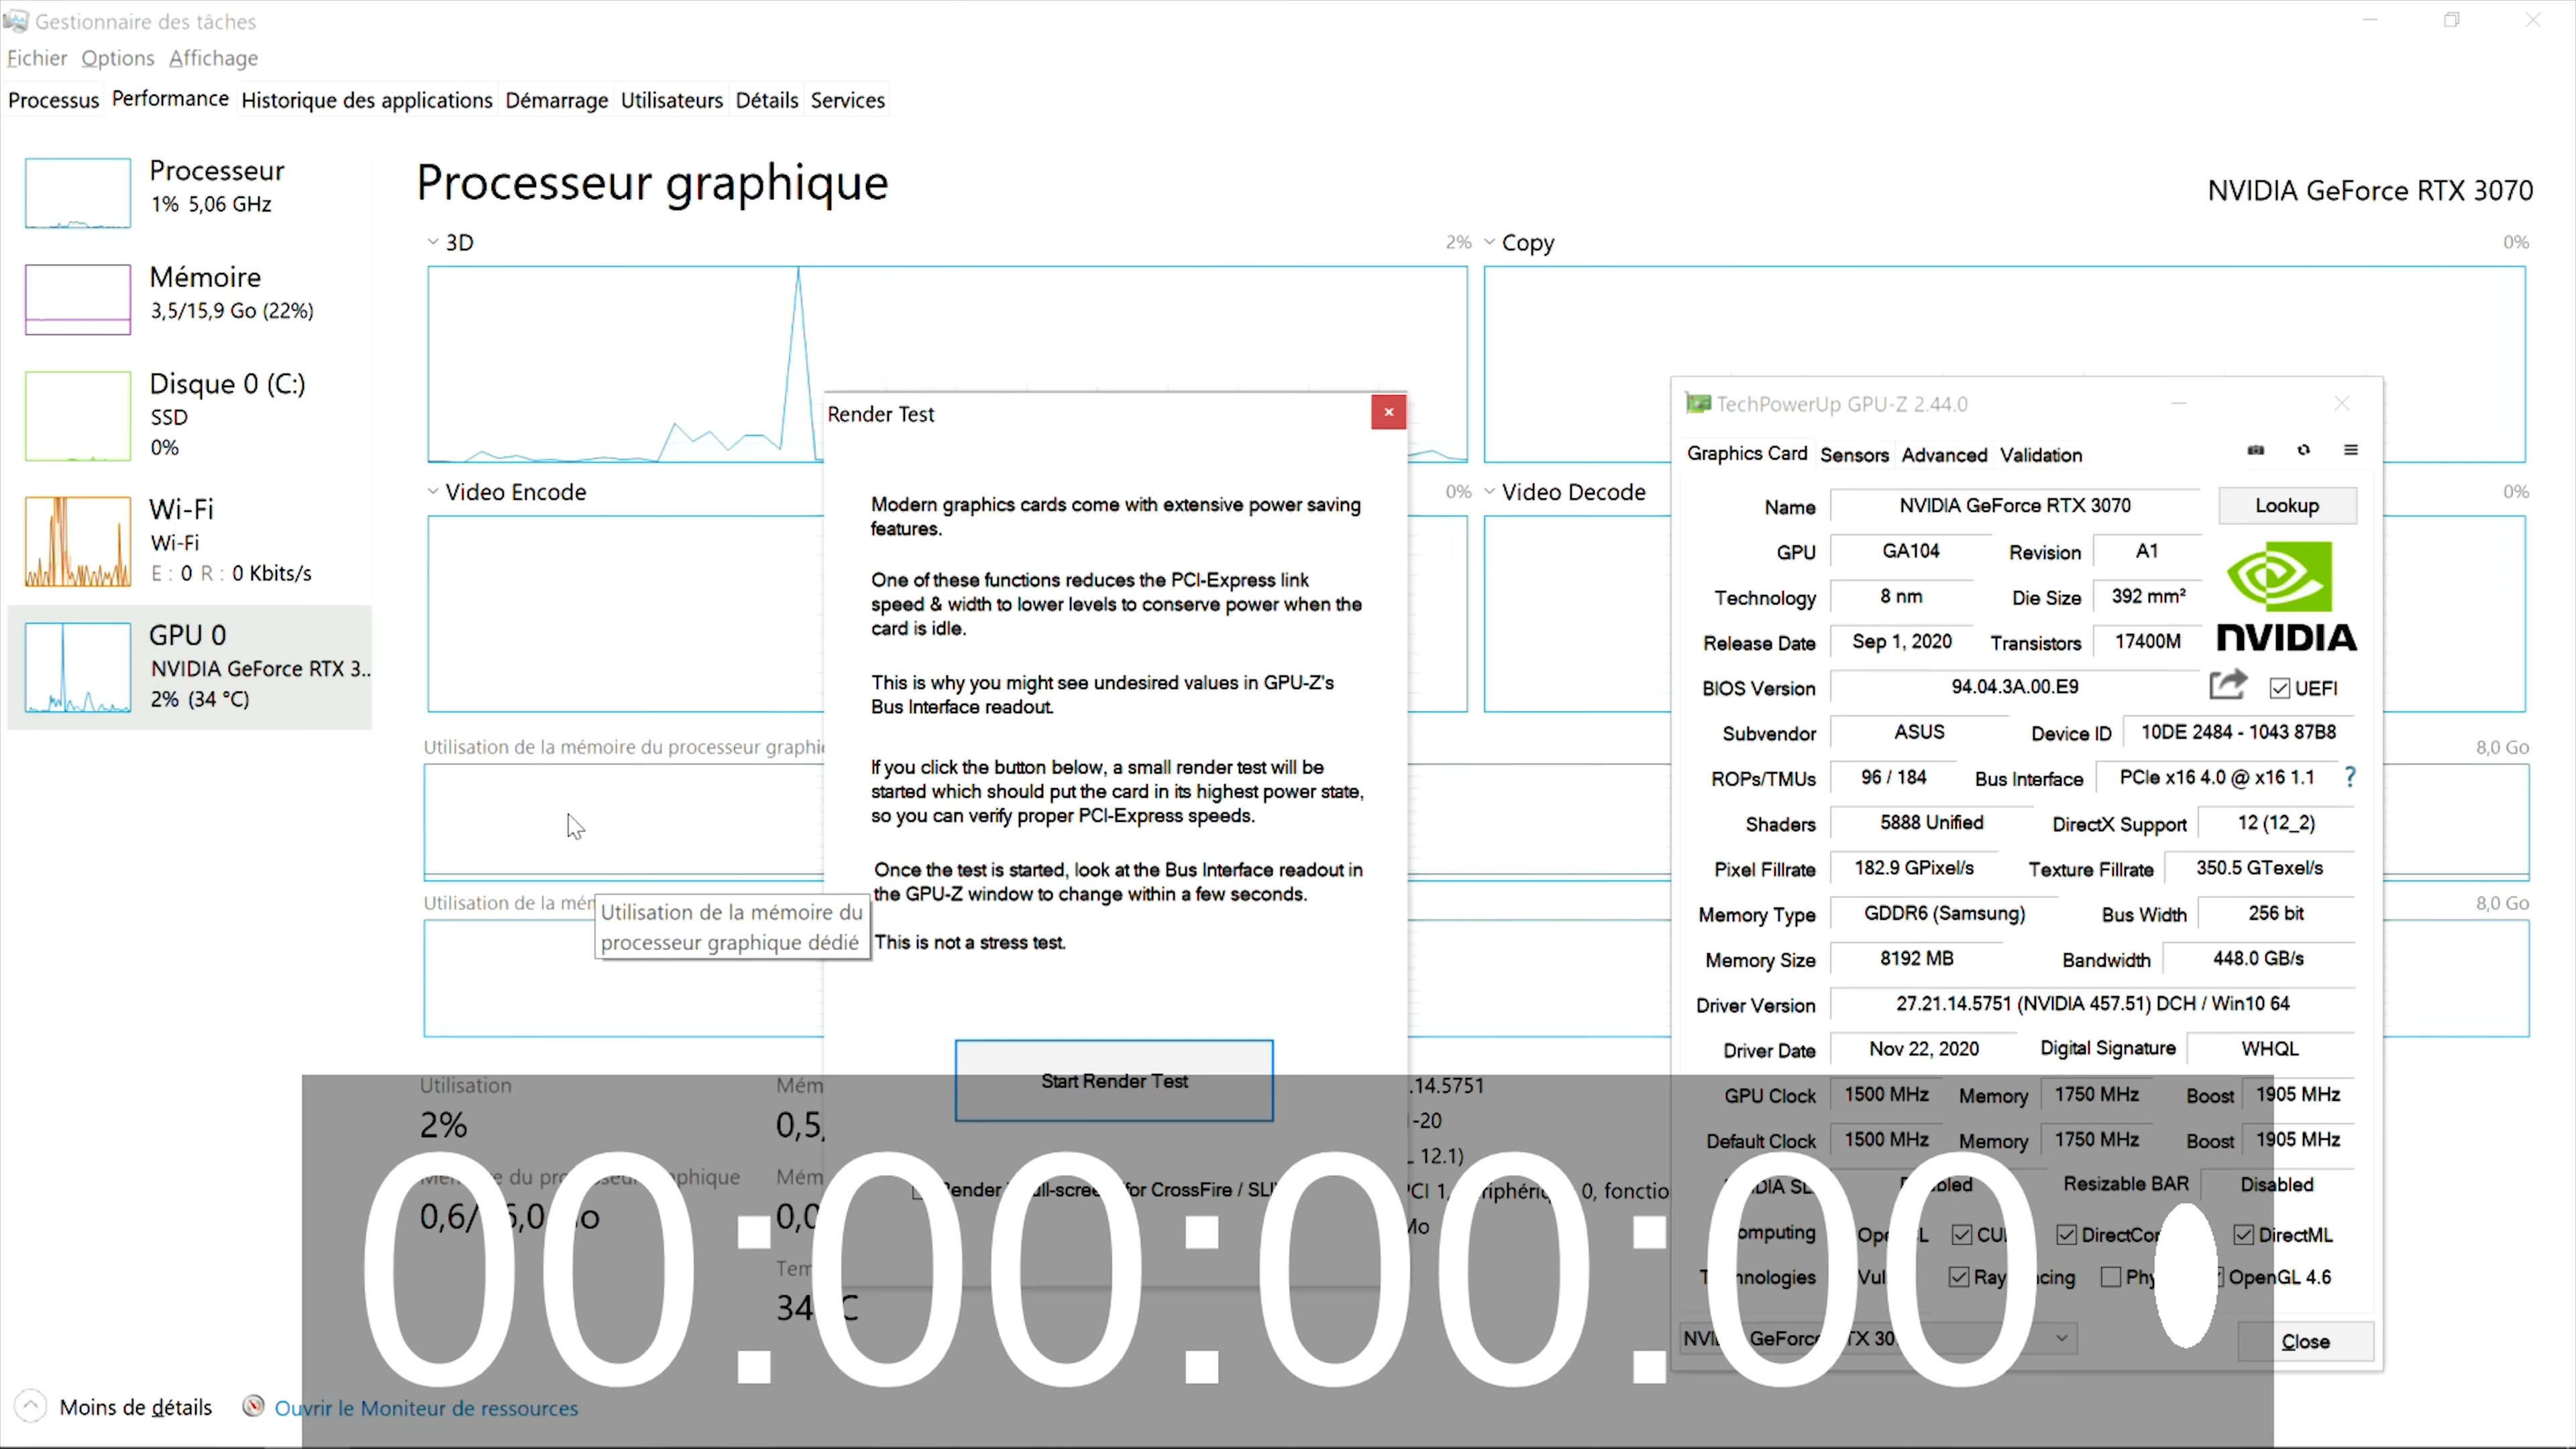 Gestionnaire des tâches
Fichier Options Affichage
Processus Performance Historique des applications Démarrage Utilisateurs Détails Services
Processeur
1% 5,06 GHz
Mémoire
3,5/15,9 Go (22%)
Disque 0 (C:)
SSD
0%
Wi-Fi
Wi-Fi
E : 0 R : 0 Kbits/s
GPU 0
NVIDIA GeForce RTX 3...
2% (34 °C)
Processeur graphique
NVIDIA GeForce RTX 3070
3D 2%
Copy 0%
Video Encode 0%
Video Decode 0%
Utilisation de la mémoire du processeur
8,0 Go
Utilisation de la
8,0 Go
Utilisation de la mémoire du
processeur graphique dédié
Render Test
Modern graphics cards come with extensive power saving
features.
One of these functions reduces the PCI-Express link
speed & width to lower levels to conserve power when the
card is idle.
This is why you might see undesired values in GPU-Z's
Bus Interface readout.
If you click the button below, a small render test will be
started which should put the card in its highest power state,
so you can verify proper PCI-Express speeds.
Once the test is started, look at the Bus Interface readout in
the GPU-Z window to change within a few seconds.
This is not a stress test.
Start Render Test
for CrossFire /
TechPowerUp GPU-Z 2.44.0
Graphics Card Sensors Advanced Validation
Name NVIDIA GeForce RTX 3070 Lookup
GPU GA104 Revision A1
Technology 8 nm Die Size 392 mm²
NVIDIA
Release Date Sep 1, 2020 Transistors 17400M
BIOS Version 94.04.3A.00.E9 UEFI
Subvendor ASUS Device ID 10DE 2484 - 1043 87B8
ROPs/TMUs 96 / 184 Bus Interface PCIe x16 4.0 @ x16 1.1 ?
Shaders 5888 Unified DirectX Support 12 (12_2)
Pixel Fillrate 182.9 GPixel/s Texture Fillrate 350.5 GTexel/s
Memory Type GDDR6 (Samsung) Bus Width 256 bit
Memory Size 8192 MB Bandwidth 448.0 GB/s
Driver Version 27.21.14.5751 (NVIDIA 457.51) DCH / Win10 64
Driver Date Nov 22, 2020 Digital Signature WHQL
GPU Clock 1500 MHz Memory 1750 MHz Boost 1905 MHz
Default Clock 1500 MHz Memory 1750 MHz Boost 1905 MHz
Resizable BAR Disabled
DirectML
OpenGL 4.6
Close
Utilisation
2%
.14.5751
-20
12.1)
00:00:00:00
Moins de détails Ouvrir le Moniteur de ressources